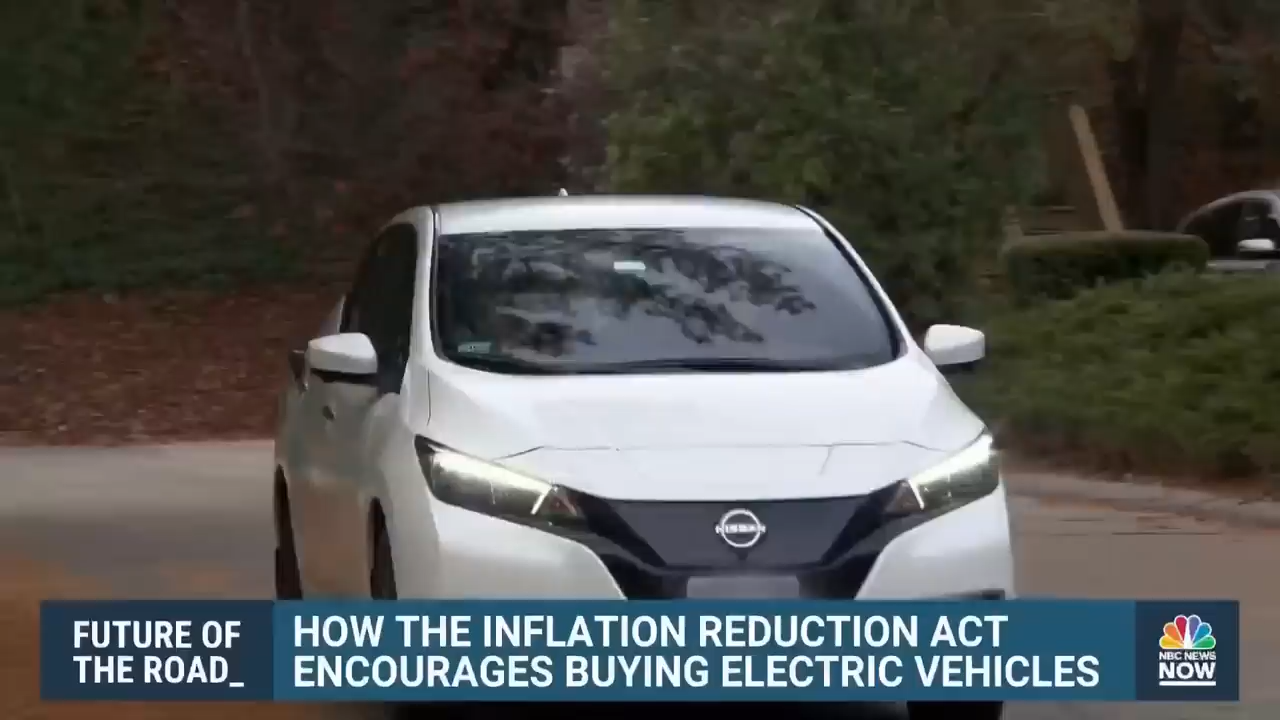 NISSAN
FUTURE OF
THE ROAD_
HOW THE INFLATION REDUCTION ACT
ENCOURAGES BUYING ELECTRIC VEHICLES
NBC NEWS
NOW